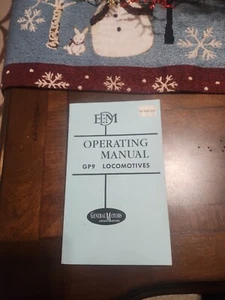 EM
OPERATING
MANUAL
GP9 LOCOMOTIVES
GENERAL MOTORS